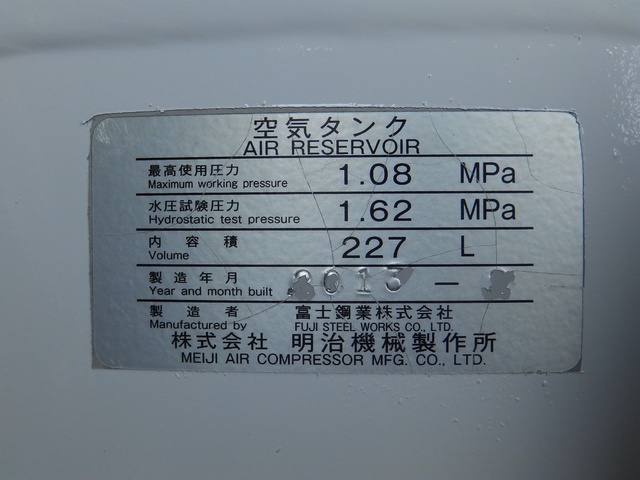 空気タンク
AIR RESERVOIR
最高使用圧力 1.08 MPa
Maximum working pressure
水圧試験圧力 1.62 MPa
Hydrostatic test pressure
内容積 227 L
Volume
製造年月 2013 -
Year and month built
製造者 富士鋼業株式会社
Manufactured by FUJI STEEL WORKS CO., LTD.
株式会社 明治機械製作所
MEIJI AIR COMPRESSOR MFG. CO., LTD.